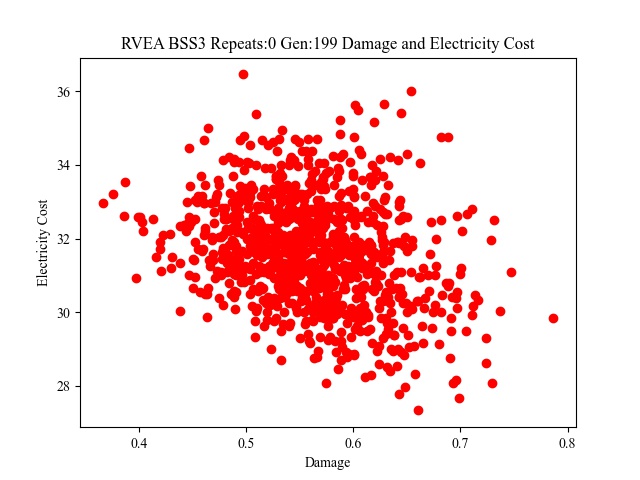 RVEA BSS3 Repeats:0 Gen:199 Damage and Electricity Cost
36
34
32
30
28
Electricity Cost
0.4 0.5 0.6 0.7 0.8
Damage